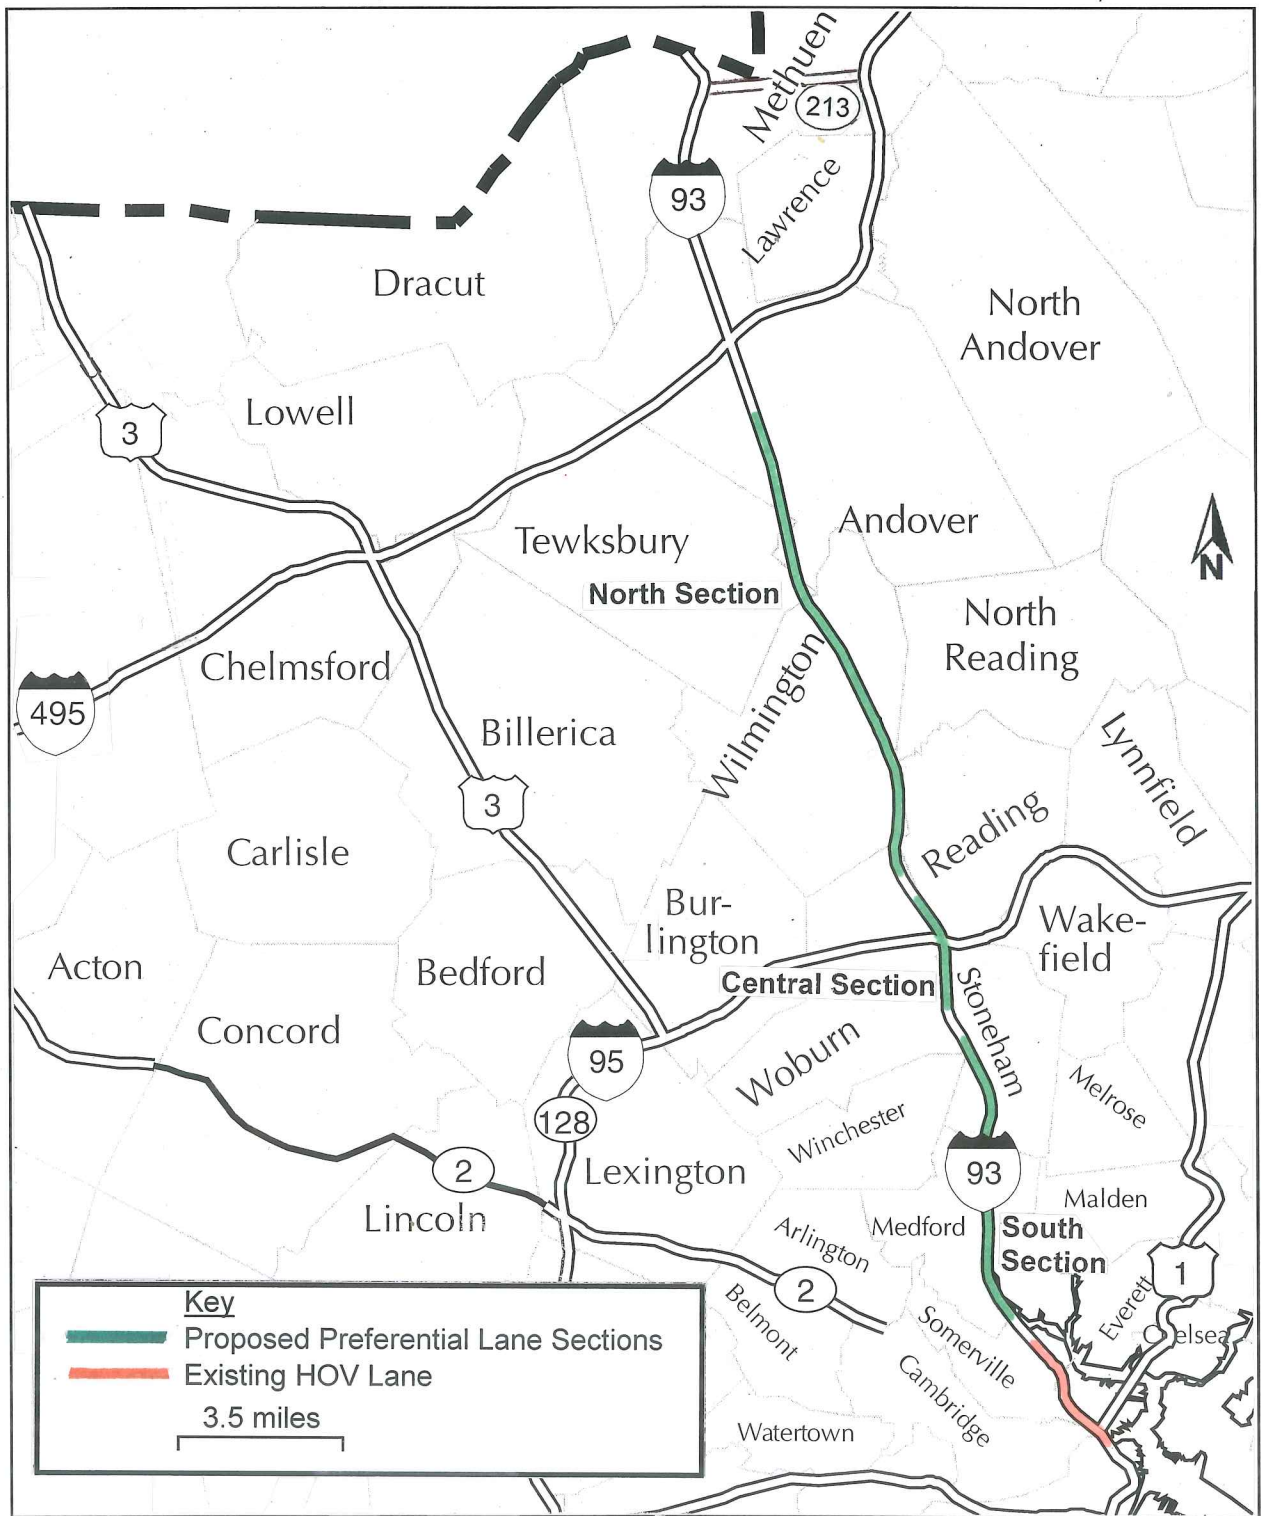 Methuen
213
93
Lawrence
Dracut
North
Andover
Lowell
3
Andover
Tewksbury
North Section
N
North
Reading
Chelmsford
495
Wilmington
Billerica
Lynnfield
3
Reading
Carlisle
Bur-
lington
Wake-
field
Acton
Bedford
Central Section
Stoneham
Concord
95
Woburn
Melrose
128
Winchester
2
Lexington
93
Malden
Lincoln
Medford
South
Section
Arlington
1
2
Everett
Belmont
Chelsea
Somerville
Cambridge
Watertown
Key
Proposed Preferential Lane Sections
Existing HOV Lane
3.5 miles